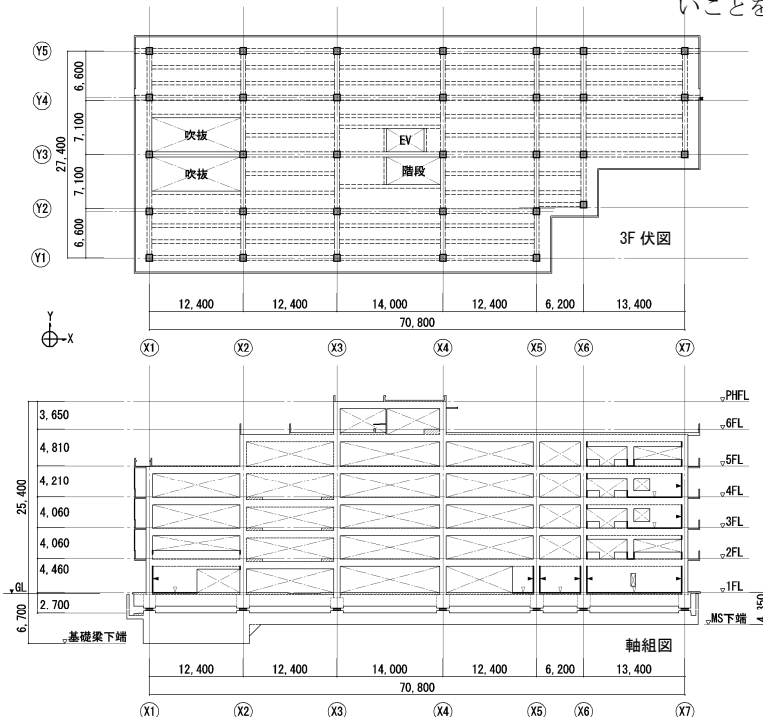 いことを
Y5
Y4
Y3
Y2
Y1
6,600
7,100
7,100
6,600
27,400
吹抜
吹抜
EV
階段
3F 伏図
12,400 12,400 14,000 12,400 6,200 13,400
70,800
Y
X
X1 X2 X3 X4 X5 X6 X7
3,650
4,810
4,210
4,060
4,060
4,460
25,400
GL
2.700
6,700
基礎梁下端
PHFL
6FL
5FL
4FL
3FL
2FL
1FL
MS下端
4,350
軸組図
12,400 12,400 14,000 12,400 6,200 13,400
70,800
X1 X2 X3 X4 X5 X6 X7